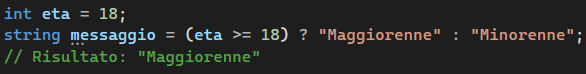 int eta = 18;
string messaggio = (eta >= 18) ? "Maggiorenne" : "Minorenne";
// Risultato: "Maggiorenne"